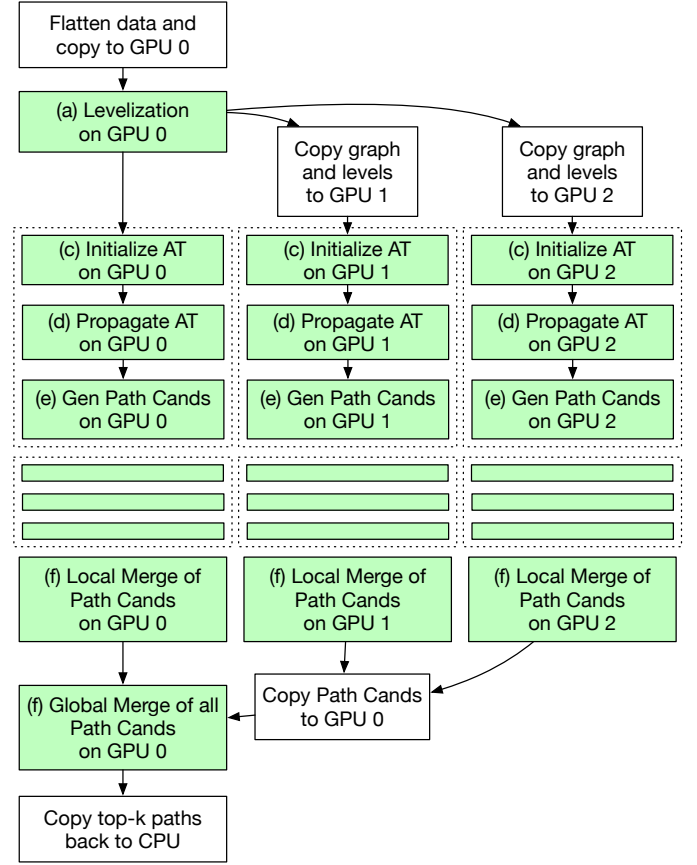 Flatten data and
copy to GPU 0
(a) Levelization
on GPU 0
Copy graph
and levels
to GPU 1
Copy graph
and levels
to GPU 2
(c) Initialize AT
on GPU 0
(c) Initialize AT
on GPU 1
(c) Initialize AT
on GPU 2
(d) Propagate AT
on GPU 0
(d) Propagate AT
on GPU 1
(d) Propagate AT
on GPU 2
(e) Gen Path Cands
on GPU 0
(e) Gen Path Cands
on GPU 1
(e) Gen Path Cands
on GPU 2
(f) Local Merge of
Path Cands
on GPU 0
(f) Local Merge of
Path Cands
on GPU 1
(f) Local Merge of
Path Cands
on GPU 2
(f) Global Merge of all
Path Cands
on GPU 0
Copy Path Cands
to GPU 0
Copy top-k paths
back to CPU